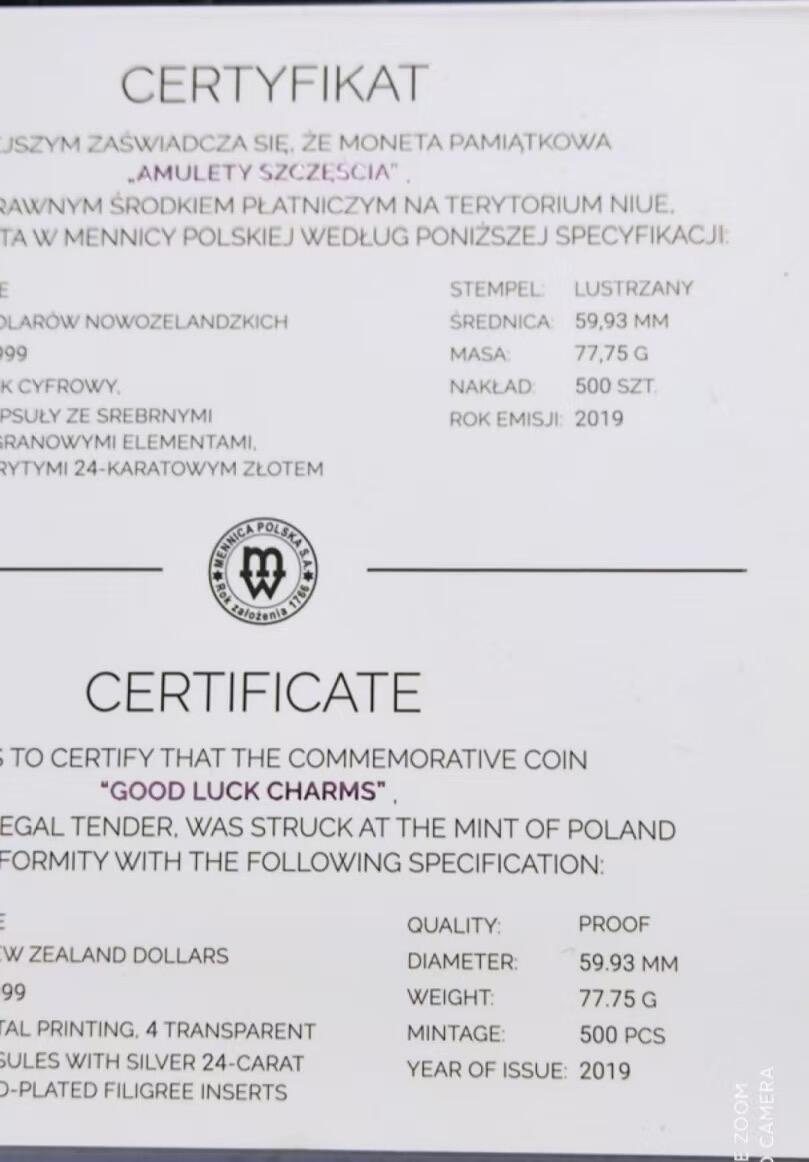 CERTYFIKAT
JSZYM ZAŚWIADCZA SIĘ, ŻE MONETA PAMIĄTKOWA
„AMULETY SZCZĘŚCIA” ,
RAWNYM ŚRODKIEM PŁATNICZYM NA TERYTORIUM NIUE,
TA W MENNICY POLSKIEJ WEDŁUG PONIŻSZEJ SPECYFIKACJI:
E
OLARÓW NOWOZELANDZKICH
999
K CYFROWY,
PSUŁY ZE SREBRNYMI
GRANOWYMI ELEMENTAMI,
RYTYMI 24-KARATOWYM ZŁOTEM
STEMPEL: LUSTRZANY
ŚREDNICA: 59,93 MM
MASA: 77,75 G
NAKŁAD: 500 SZT.
ROK EMISJI: 2019
MENNICA POLSKA S.A.
mw
Rok założenia 1766
CERTIFICATE
S TO CERTIFY THAT THE COMMEMORATIVE COIN
“GOOD LUCK CHARMS” ,
EGAL TENDER, WAS STRUCK AT THE MINT OF POLAND
FORMITY WITH THE FOLLOWING SPECIFICATION:
E
EW ZEALAND DOLLARS
99
TAL PRINTING, 4 TRANSPARENT
SULES WITH SILVER 24-CARAT
D-PLATED FILIGREE INSERTS
QUALITY: PROOF
DIAMETER: 59.93 MM
WEIGHT: 77.75 G
MINTAGE: 500 PCS
YEAR OF ISSUE: 2019
E ZOOM
D CAMERA